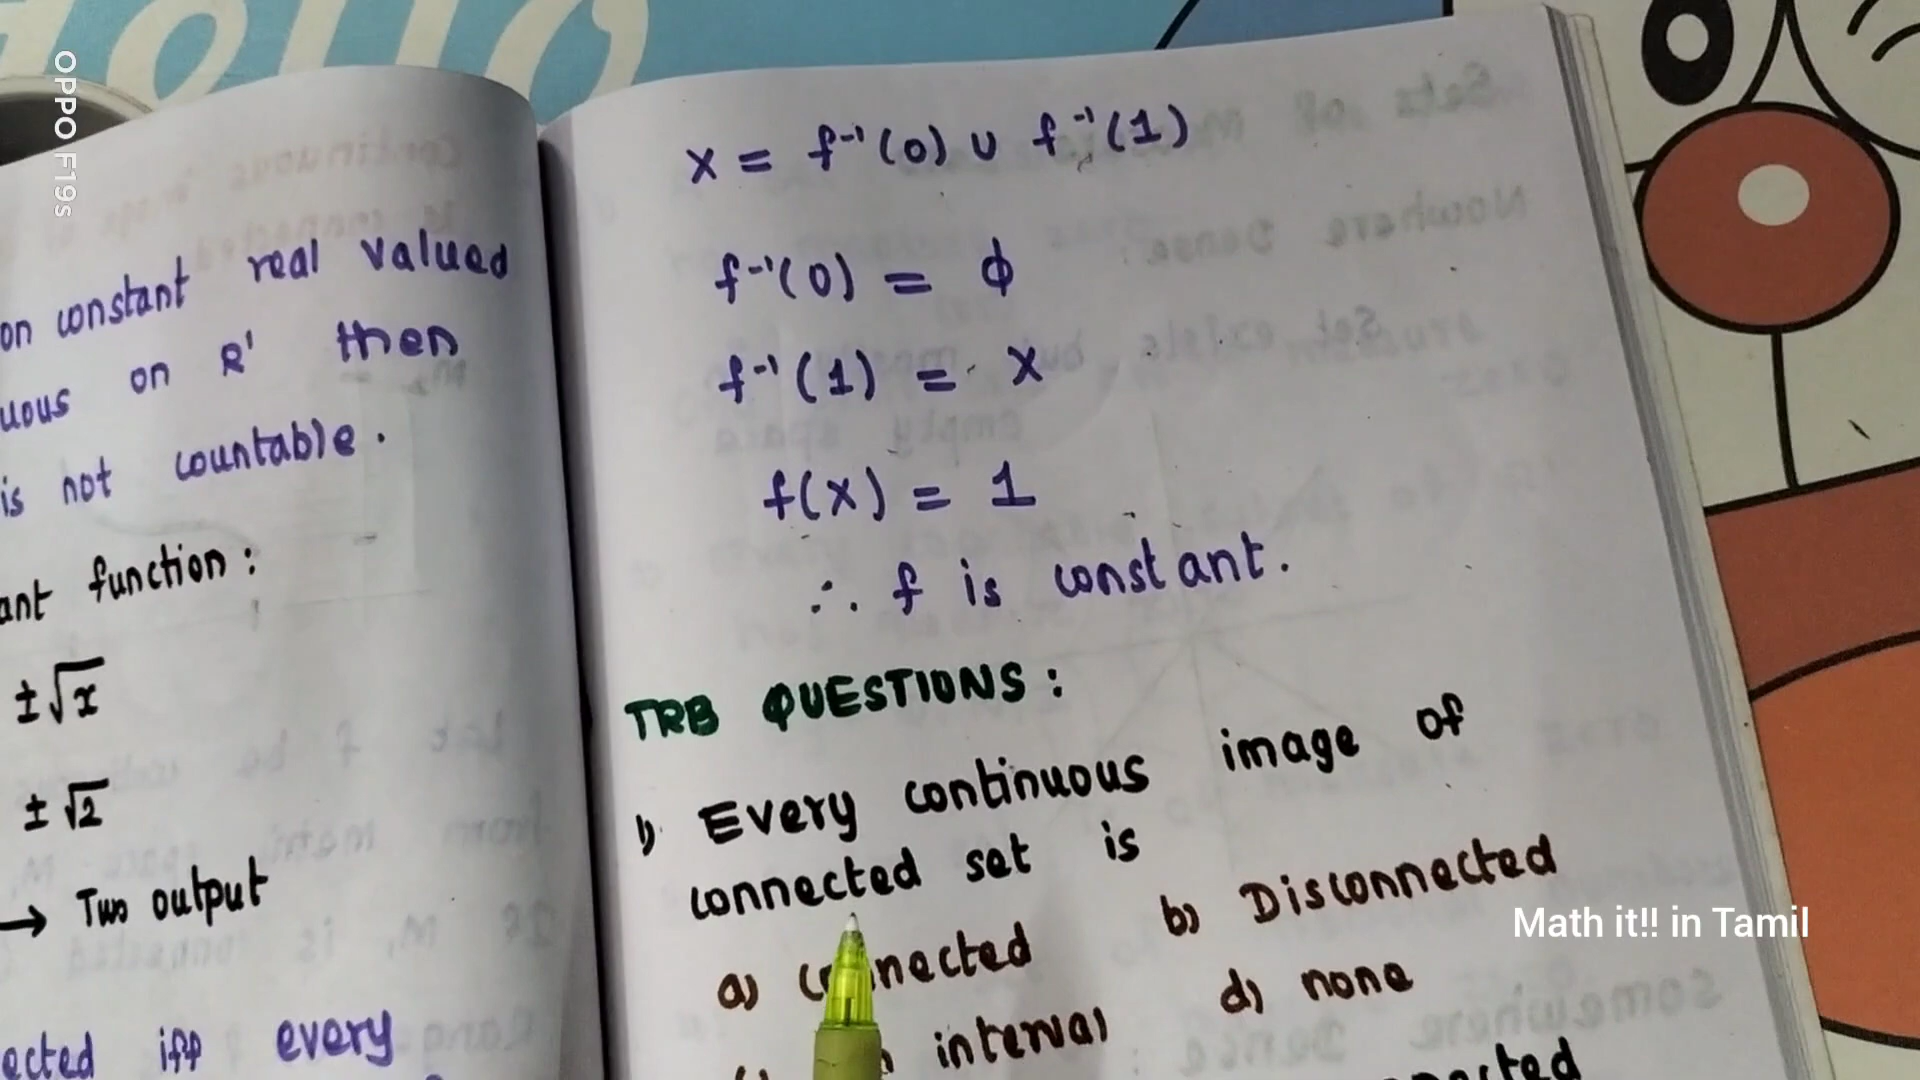 OPPO F19s
on constant real valued
uous on R' then
is not countable.
ant function:
±√x
±√2
→ Two output
ected iff every
X = f⁻¹(0) ∪ f⁻¹(1)
f⁻¹(0) = ϕ
f⁻¹(1) = X
f(x) = 1
∴ f is constant.
TRB QUESTIONS:
1) Every continuous image of
connected set is
a) connected b) Disconnected
interval d) none
Math it!! in Tamil